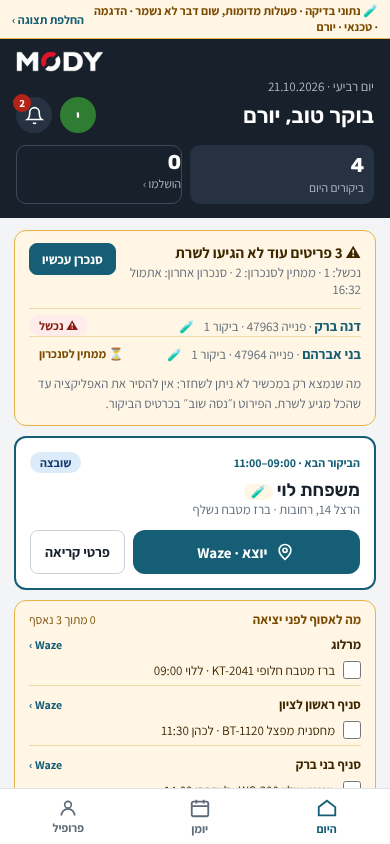 🧪 נתוני בדיקה · פעולות מדומות, שום דבר לא נשמר · הדגמה · טכנאי · יורם
החלפת תצוגה ›
MODY
יום רביעי · 21.10.2026
בוקר טוב, יורם
י
2
4
ביקורים היום
0
הושלמו ›
⚠ 3 פריטים עוד לא הגיעו לשרת
נכשל: 1 · ממתין לסנכרון: 2 · סנכרון אחרון: אתמול
16:32
סנכרן עכשיו
דנה ברק · פנייה 47963 · ביקור 1 🧪
⚠ נכשל
בני אברהם · פנייה 47964 · ביקור 1 🧪
⏳ ממתין לסנכרון
מה שנמצא רק במכשיר לא ניתן לשחזר: אין להסיר את האפליקציה עד
שהכל מגיע לשרת. הפירוט ו״נסה שוב״ בכרטיס הביקור.
הביקור הבא · 09:00–11:00
שובצה
משפחת לוי 🧪
הרצל 14, רחובות · ברז מטבח נשלף
יוצא · Waze
פרטי קריאה
מה לאסוף לפני יציאה
0 מתוך 3 נאסף
מרלוג
Waze ›
ברז מטבח חלופי KT-2041 · ללוי 09:00
סניף ראשון לציון
Waze ›
מחסנית מפצל BT-1120 · לכהן 11:30
סניף בני ברק
Waze ›
היום
יומן
פרופיל